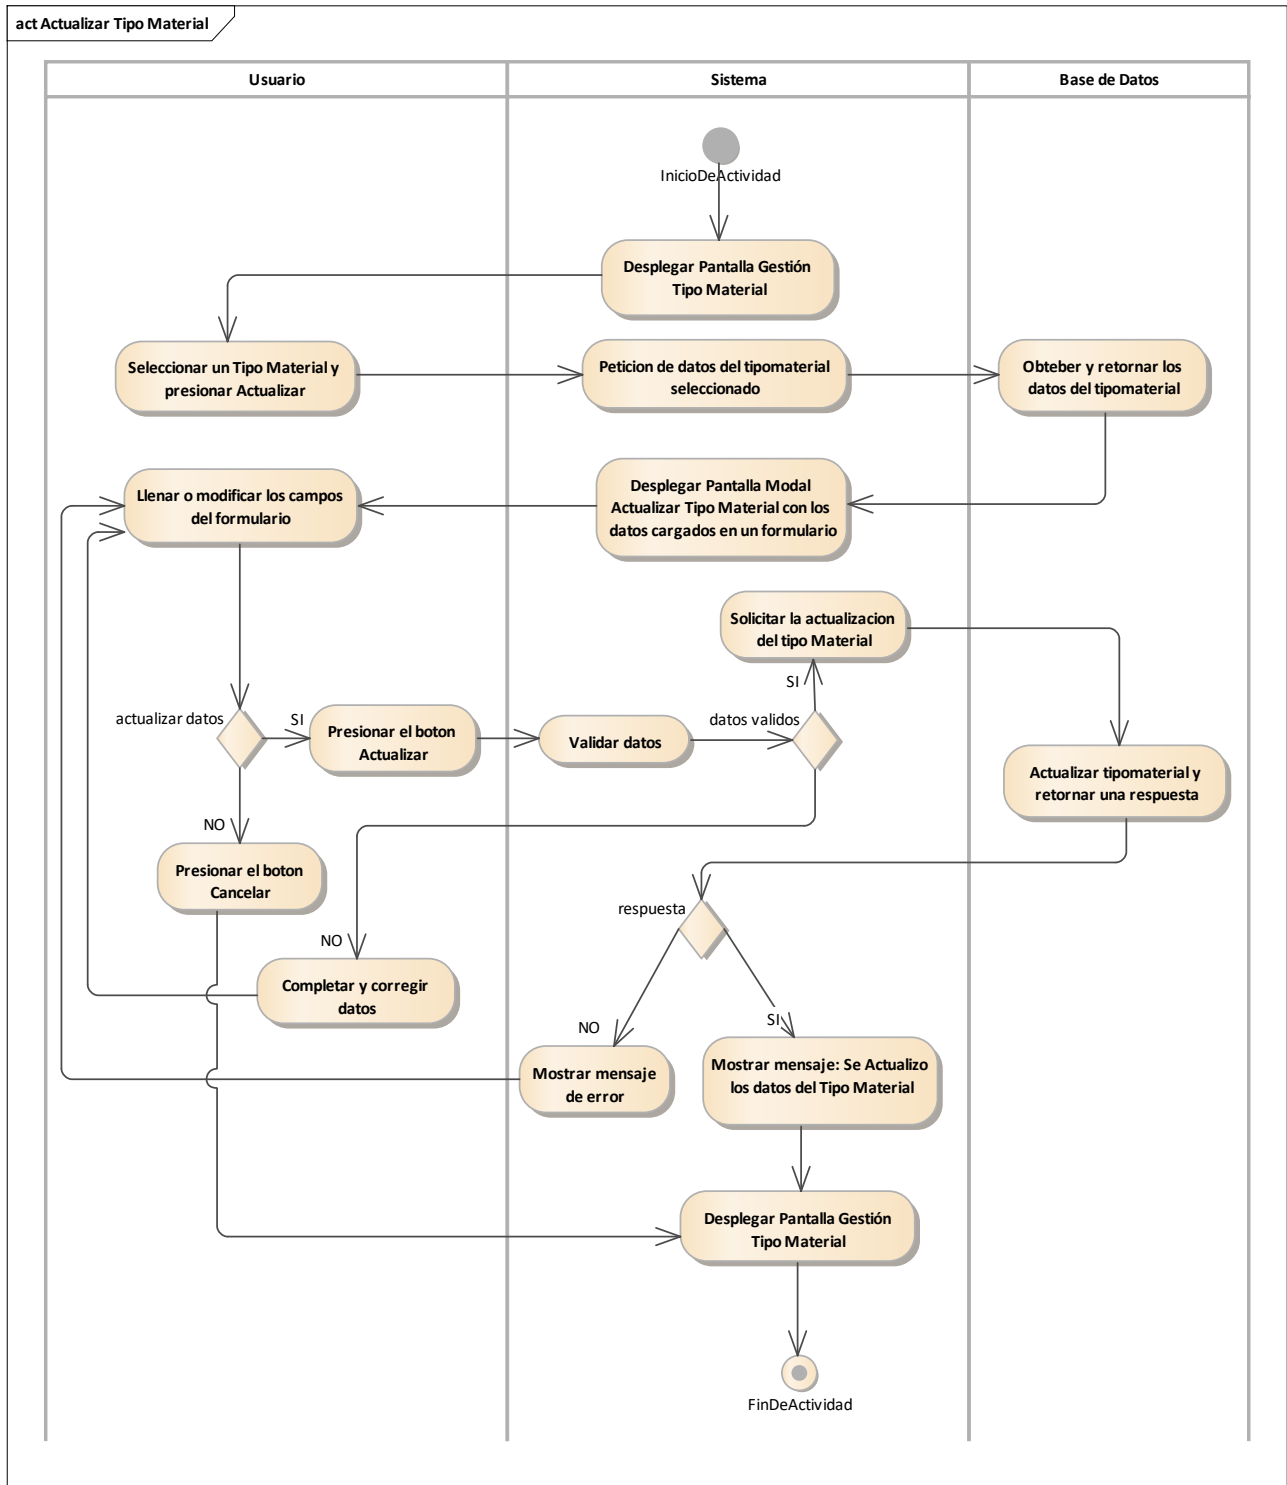 act Actualizar Tipo Material
Usuario
Sistema
Base de Datos
InicioDeActividad
Desplegar Pantalla Gestión
Tipo Material
Seleccionar un Tipo Material y
presionar Actualizar
Peticion de datos del tipomaterial
seleccionado
Obteber y retornar los
datos del tipomaterial
Llenar o modificar los campos
del formulario
Desplegar Pantalla Modal
Actualizar Tipo Material con los
datos cargados en un formulario
Solicitar la actualizacion
del tipo Material
SI
actualizar datos
SI
Presionar el boton
Actualizar
Validar datos
datos validos
Actualizar tipomaterial y
retornar una respuesta
NO
Presionar el boton
Cancelar
respuesta
NO
Completar y corregir
datos
NO
SI
Mostrar mensaje
de error
Mostrar mensaje: Se Actualizo
los datos del Tipo Material
Desplegar Pantalla Gestión
Tipo Material
FinDeActividad